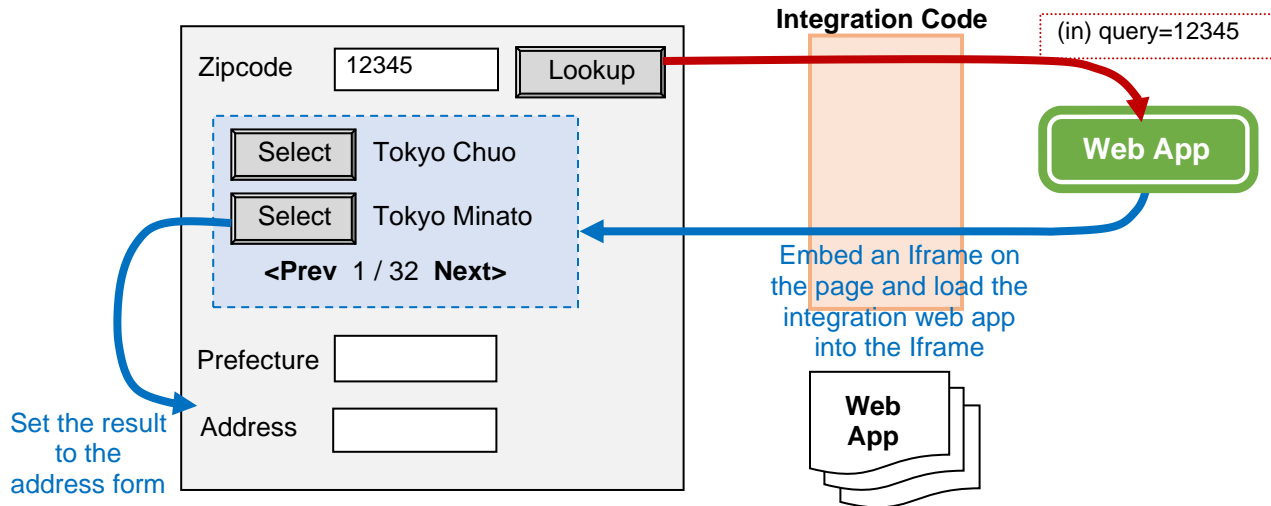 Integration Code
(in) query=12345
Zipcode
12345
Lookup
Web App
Select
Tokyo Chuo
Select
Tokyo Minato
<Prev 1 / 32 Next>
Embed an Iframe on
the page and load the
integration web app
into the Iframe
Prefecture
Address
Set the result
to the
address form
Web
App